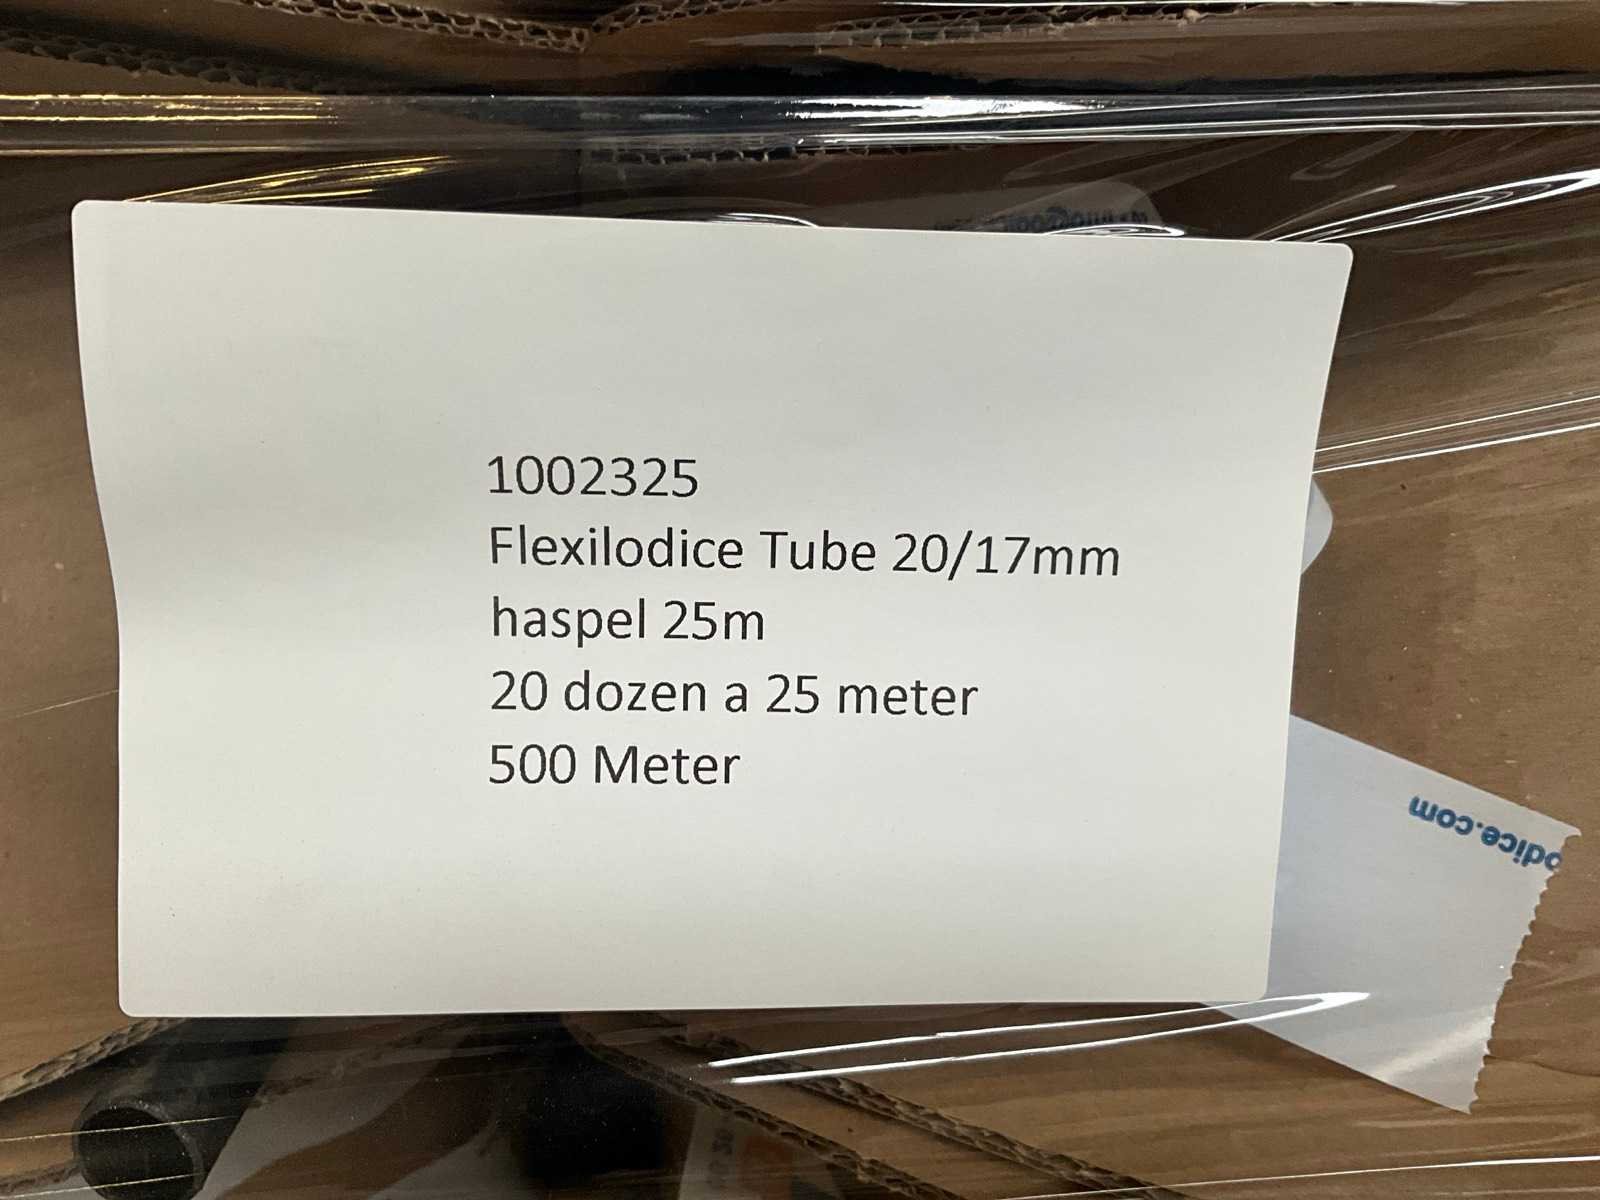 1002325
Flexilodice Tube 20/17mm
haspel 25m
20 dozen a 25 meter
500 Meter
odice.com